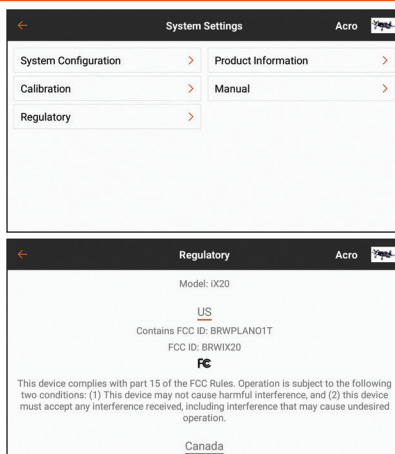 System Settings
Acro
System Configuration
Product Information
Calibration
Manual
Regulatory
Regulatory
Acro
Model: iX20
US
Contains FCC ID: BRWPLANO1T
FCC ID: BRWIX20
FC
This device complies with part 15 of the FCC Rules. Operation is subject to the following
two conditions: (1) This device may not cause harmful interference, and (2) this device
must accept any interference received, including interference that may cause undesired
operation.
Canada